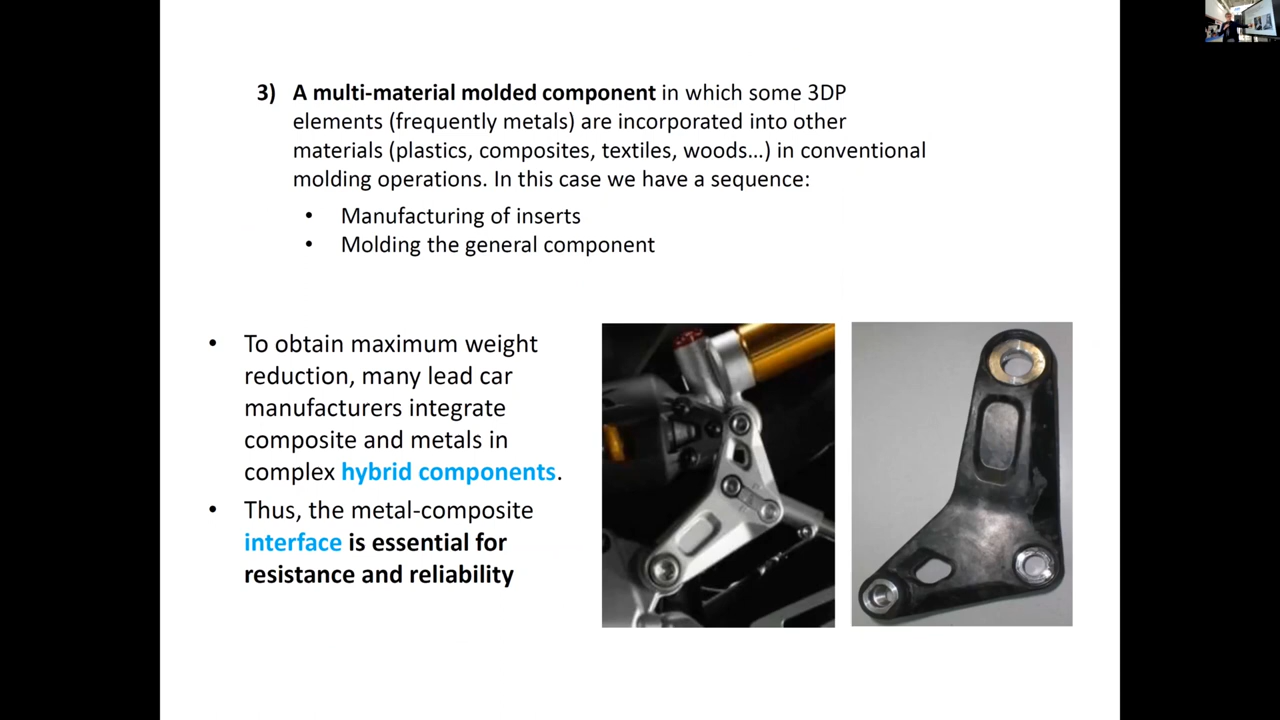 3) A multi-material molded component in which some 3DP
elements (frequently metals) are incorporated into other
materials (plastics, composites, textiles, woods…) in conventional
molding operations. In this case we have a sequence:
• Manufacturing of inserts
• Molding the general component
• To obtain maximum weight
reduction, many lead car
manufacturers integrate
composite and metals in
complex hybrid components.
• Thus, the metal-composite
interface is essential for
resistance and reliability